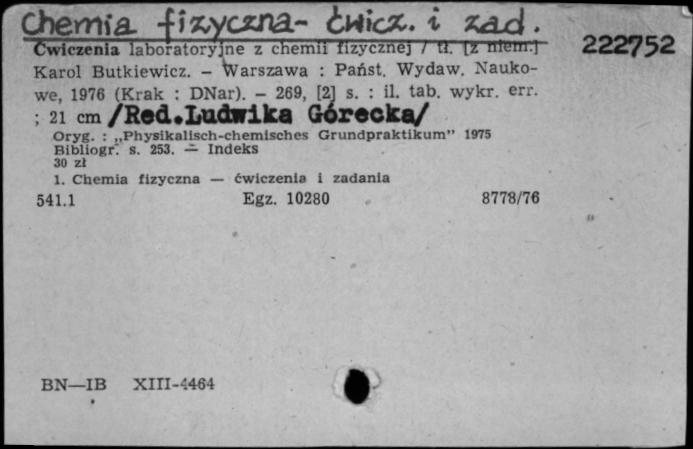 Chemia fizyczna- ćwicz. i zad.
222752
Ćwiczenia laboratoryjne z chemii fizycznej / tł. [z niem.]
Karol Butkiewicz. — Warszawa : Państ. Wydaw. Nauko-
we, 1976 (Krak : DNar). — 269, [2] s. : il. tab. wykr. err.
; 21 cm /Red.Ludwika Górecka/
Oryg. : „Physikalisch-chemisches Grundpraktikum” 1975
Bibliogr. s. 253. — Indeks
30 zł
1. Chemia fizyczna — ćwiczenia i zadania
541.1 Egz. 10280 8778/76
BN—IB XIII-4464